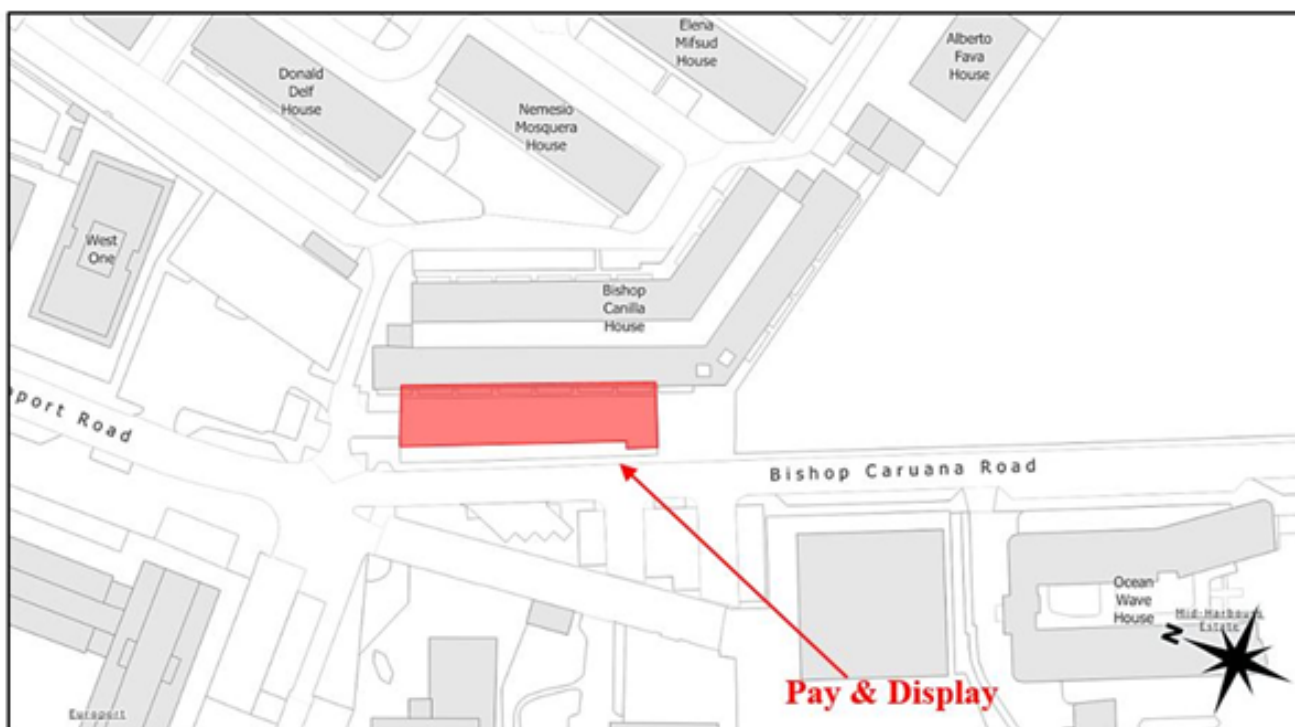 Elena
Mifsud
House
Alberto
Fava
House
Donald
Delf
House
Nemesio
Mosquera
House
West
One
Bishop
Canilla
House
port Road
Bishop Caruana Road
Ocean
Wave
House
Mid-Harbours
Estate
N
Pay & Display
Europort